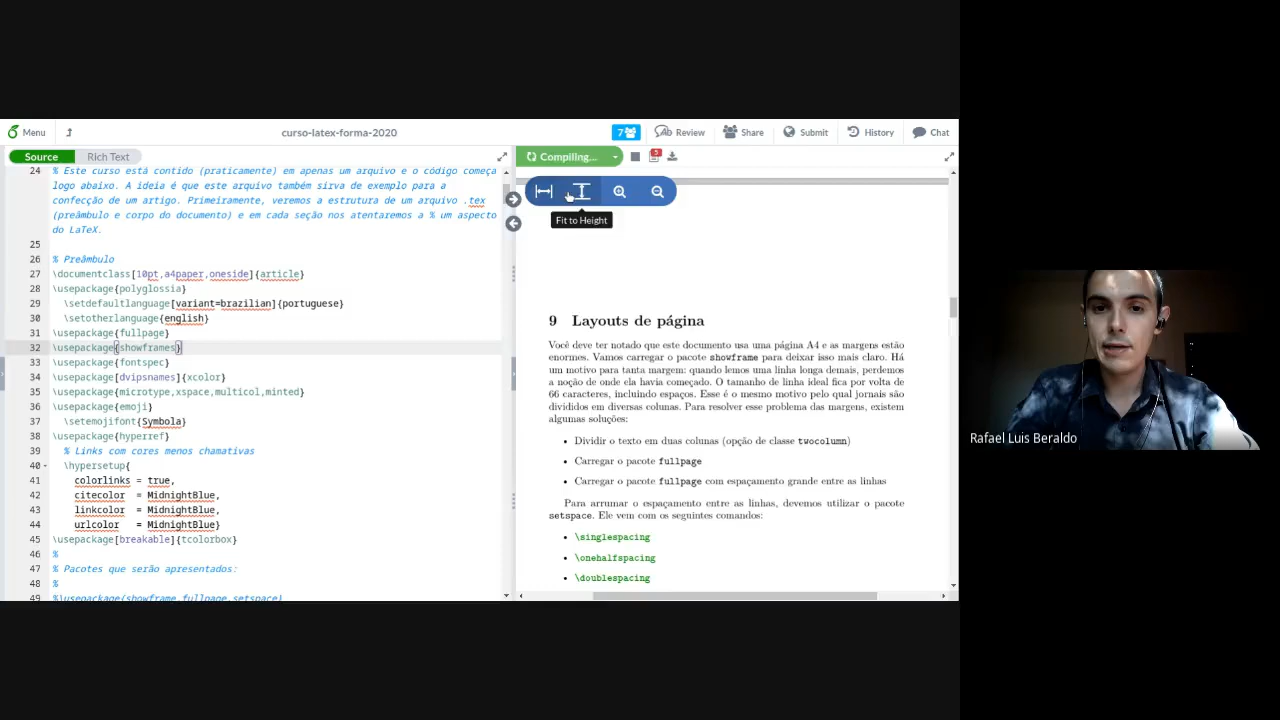 Menu
curso-latex-forma-2020
7
Review
Share
Submit
History
Chat
Source
Rich Text
Compiling...
5
24 % Este curso está contido (praticamente) em apenas um arquivo e o código começa
logo abaixo. A ideia é que este arquivo também sirva de exemplo para a
confecção de um artigo. Primeiramente, veremos a estrutura de um arquivo .tex
(preâmbulo e corpo do documento) e em cada seção nos atentaremos a % um aspecto
do LaTeX.
25
26 % Preâmbulo
27 \documentclass[10pt,a4paper,oneside]{article}
28 \usepackage{polyglossia}
29 \setdefaultlanguage[variant=brazilian]{portuguese}
30 \setotherlanguage{english}
31 \usepackage{fullpage}
32 \usepackage{showframes}
33 \usepackage{fontspec}
34 \usepackage[dvipsnames]{xcolor}
35 \usepackage{microtype,xspace,multicol,minted}
36 \usepackage{emoji}
37 \setemojifont{Symbola}
38 \usepackage{hyperref}
39 % Links com cores menos chamativas
40 \hypersetup{
41 colorlinks = true,
42 citecolor = MidnightBlue,
43 linkcolor = MidnightBlue,
44 urlcolor = MidnightBlue}
45 \usepackage[breakable]{tcolorbox}
46 %
47 % Pacotes que serão apresentados:
48 %
49 %\usepackage{showframe,fullpage,setspace}
Fit to Height
9 Layouts de página
Você deve ter notado que este documento usa uma página A4 e as margens estão
enormes. Vamos carregar o pacote showframe para deixar isso mais claro. Há
um motivo para tanta margem: quando lemos uma linha longa demais, perdemos
a noção de onde ela havia começado. O tamanho de linha ideal fica por volta de
66 caracteres, incluindo espaços. Esse é o mesmo motivo pelo qual jornais são
divididos em diversas colunas. Para resolver esse problema das margens, existem
algumas soluções:
• Dividir o texto em duas colunas (opção de classe twocolumn)
• Carregar o pacote fullpage
• Carregar o pacote fullpage com espaçamento grande entre as linhas
Para arrumar o espaçamento entre as linhas, devemos utilizar o pacote
setspace. Ele vem com os seguintes comandos:
• \singlespacing
• \onehalfspacing
• \doublespacing
Rafael Luis Beraldo